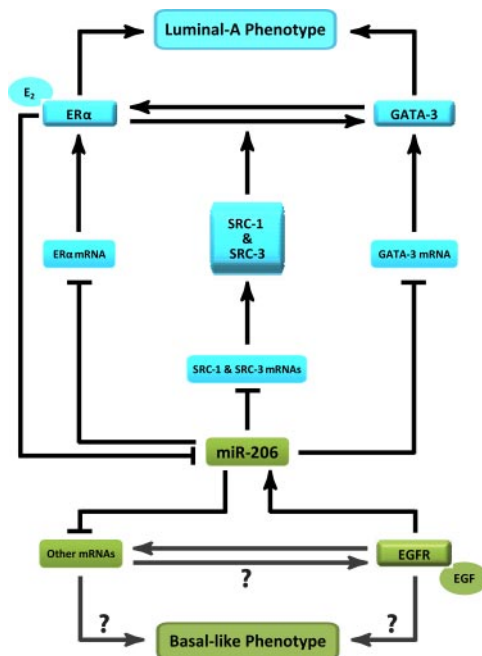 Luminal-A Phenotype
E2
ERα
GATA-3
SRC-1
&
SRC-3
ERα mRNA
GATA-3 mRNA
SRC-1 & SRC-3 mRNAs
miR-206
Other mRNAs
EGFR
EGF
?
?
?
Basal-like Phenotype